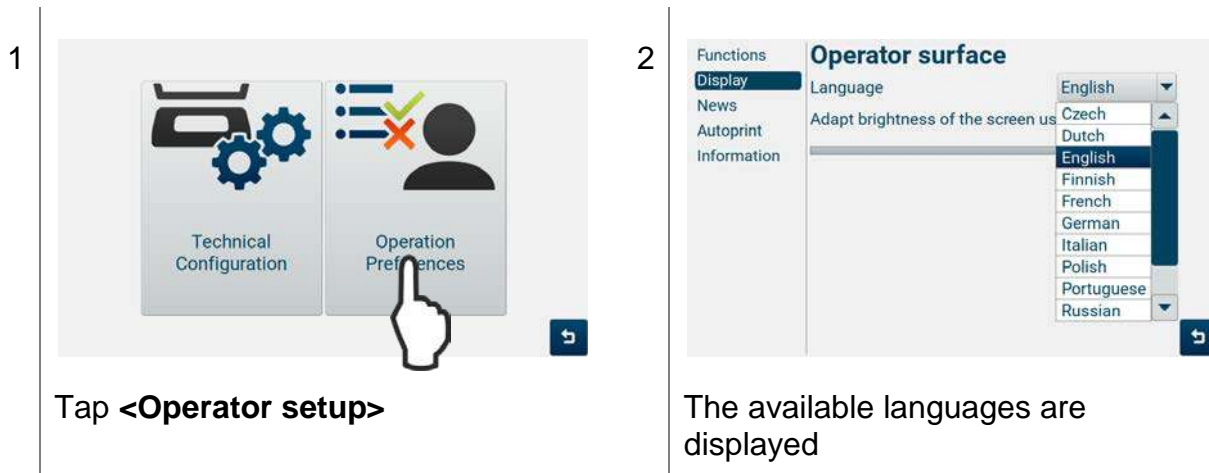 1
Technical
Configuration
Operation
Preferences
Tap <Operator setup>
2
Functions
Display
News
Autoprint
Information
Operator surface
Language
English
Adapt brightness of the screen us
Czech
Dutch
English
Finnish
French
German
Italian
Polish
Portuguese
Russian
The available languages are
displayed